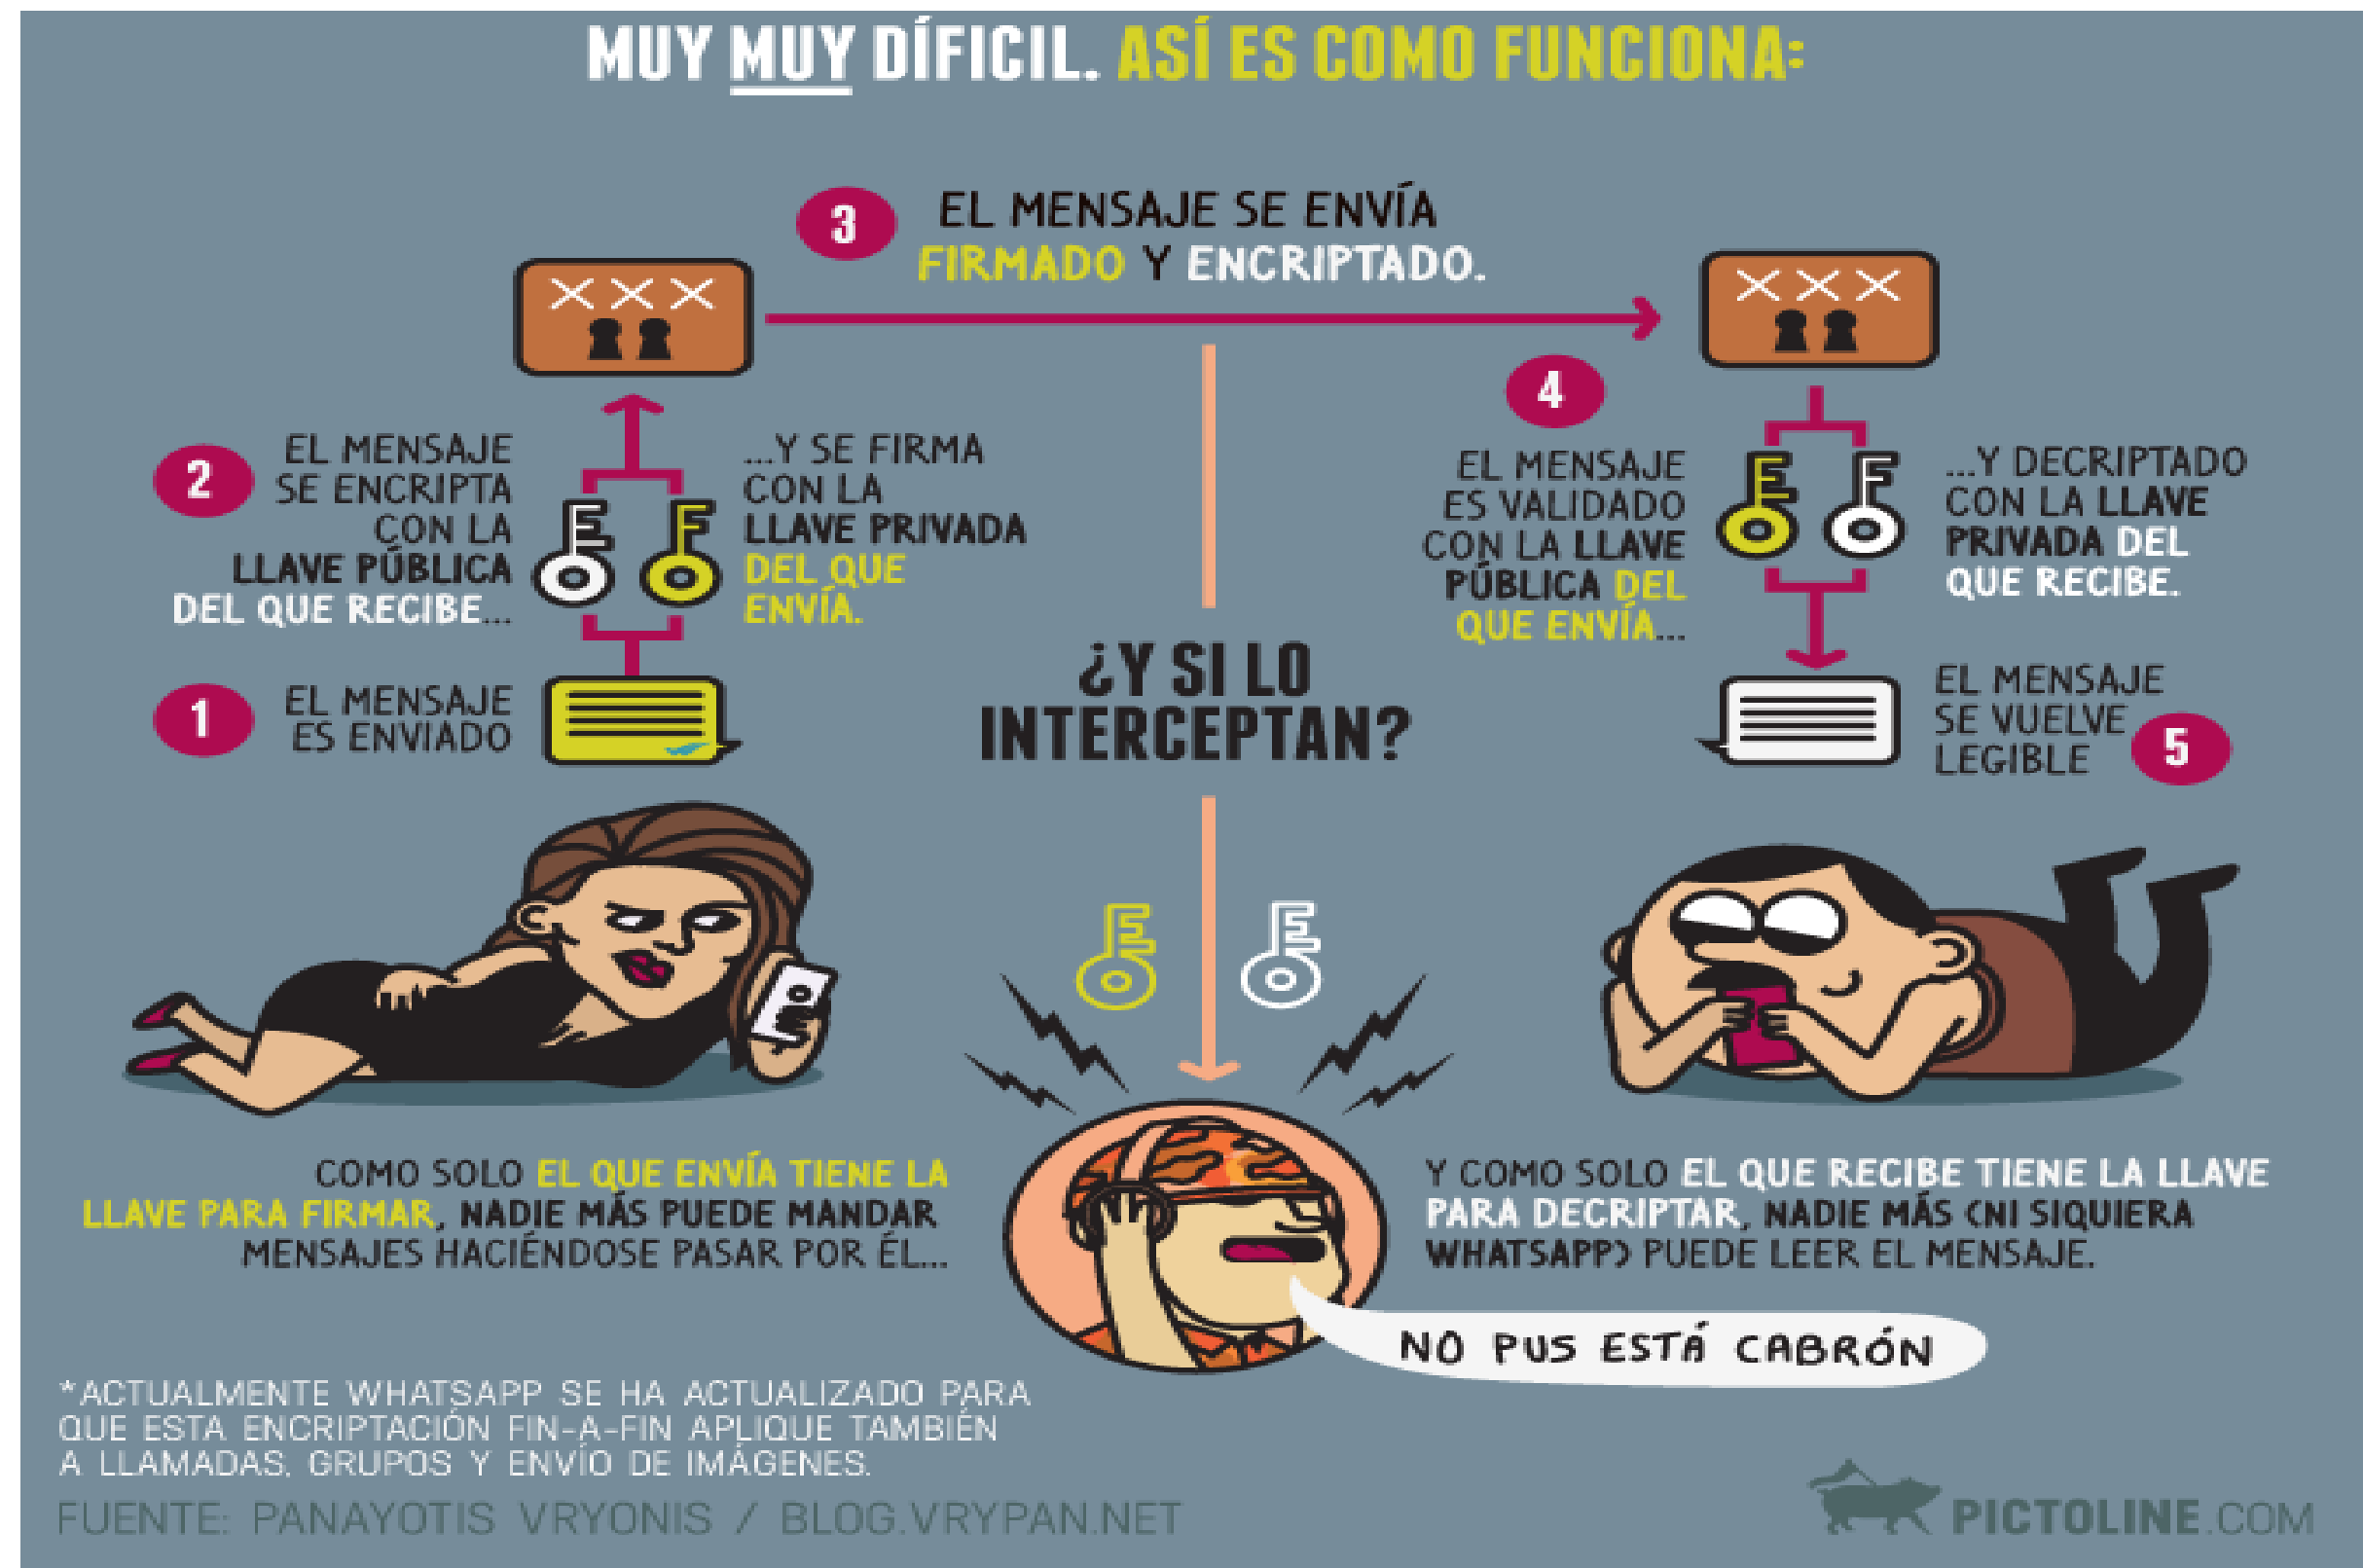 MUY MUY DÍFICIL. ASÍ ES COMO FUNCIONA:
3
EL MENSAJE SE ENVÍA
FIRMADO Y ENCRIPTADO.
XXX
XXX
2
EL MENSAJE
SE ENCRIPTA
CON LA
LLAVE PÚBLICA
DEL QUE RECIBE...
...Y SE FIRMA
CON LA
LLAVE PRIVADA
DEL QUE
ENVÍA.
1
EL MENSAJE
ES ENVIADO
4
EL MENSAJE
ES VALIDADO
CON LA LLAVE
PÚBLICA DEL
QUE ENVÍA...
...Y DECRIPTADO
CON LA LLAVE
PRIVADA DEL
QUE RECIBE.
EL MENSAJE
SE VUELVE
LEGIBLE
5
¿Y SI LO
INTERCEPTAN?
COMO SOLO EL QUE ENVÍA TIENE LA
LLAVE PARA FIRMAR, NADIE MÁS PUEDE MANDAR
MENSAJES HACIÉNDOSE PASAR POR ÉL...
Y COMO SOLO EL QUE RECIBE TIENE LA LLAVE
PARA DECRIPTAR, NADIE MÁS (NI SIQUIERA
WHATSAPP) PUEDE LEER EL MENSAJE.
NO PUS ESTÁ CABRÓN
*ACTUALMENTE WHATSAPP SE HA ACTUALIZADO PARA
QUE ESTA ENCRIPTACIÓN FIN-A-FIN APLIQUE TAMBIÉN
A LLAMADAS, GRUPOS Y ENVÍO DE IMÁGENES.
FUENTE: PANAYOTIS VRYONIS / BLOG.VRYPAN.NET
PICTOLINE.COM